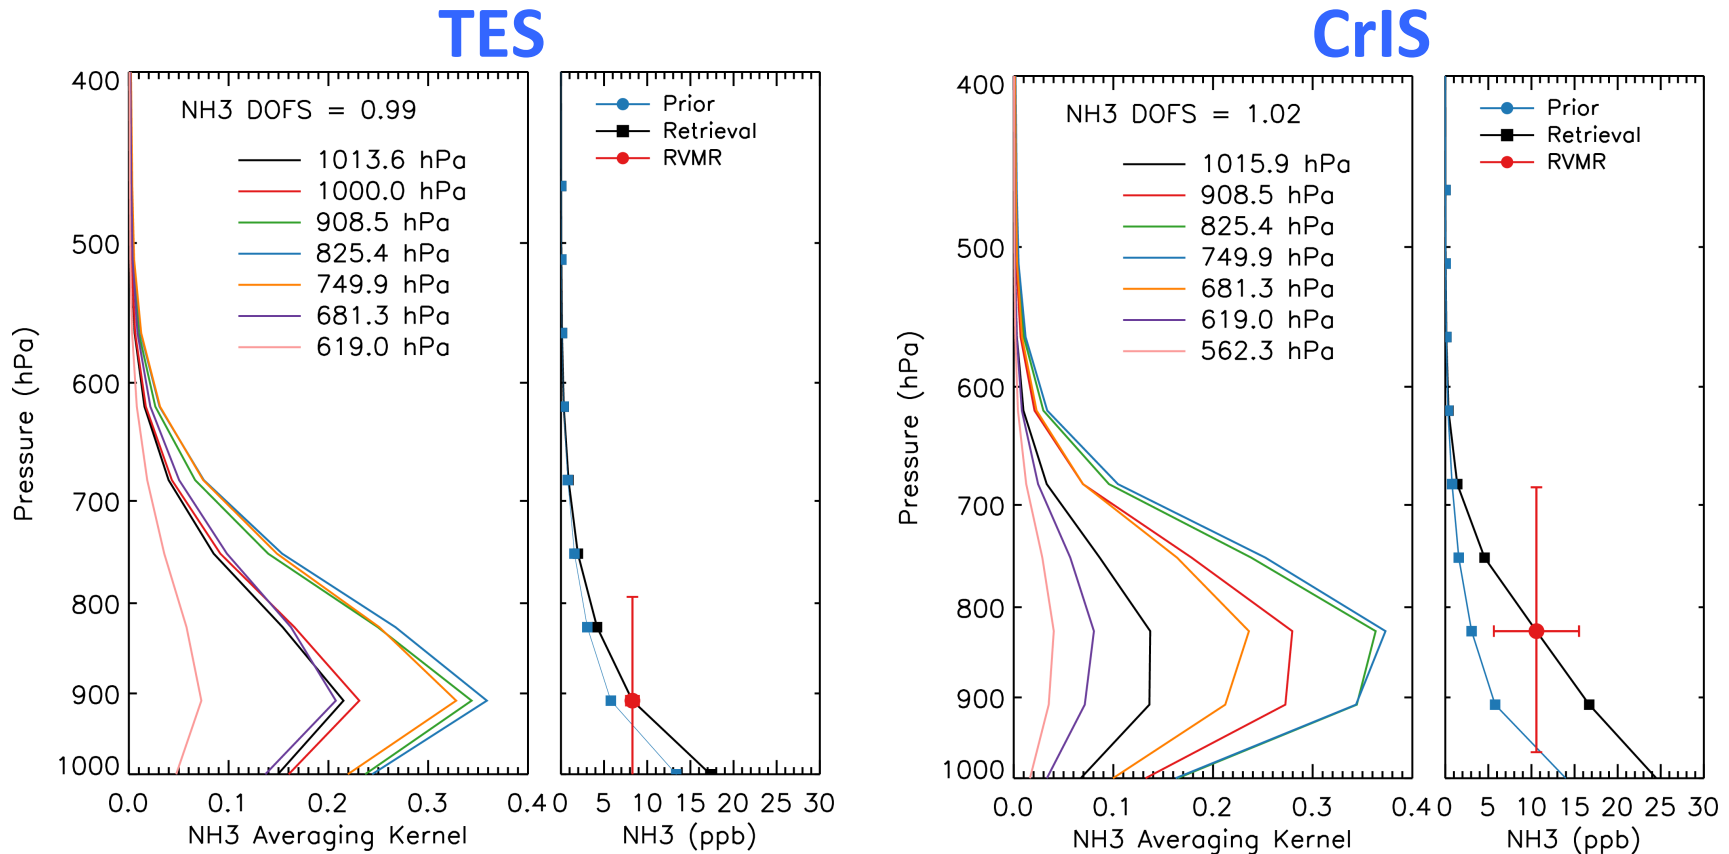 TES
CrIS
NH3 DOFS = 0.99
1013.6 hPa
1000.0 hPa
908.5 hPa
825.4 hPa
749.9 hPa
681.3 hPa
619.0 hPa
400
500
600
700
800
900
1000
Pressure (hPa)
0.0 0.1 0.2 0.3 0.4
NH3 Averaging Kernel
Prior
Retrieval
RVMR
0 5 10 15 20 25 30
NH3 (ppb)
NH3 DOFS = 1.02
1015.9 hPa
908.5 hPa
825.4 hPa
749.9 hPa
681.3 hPa
619.0 hPa
562.3 hPa
400
500
600
700
800
900
1000
Pressure (hPa)
0.0 0.1 0.2 0.3 0.4
NH3 Averaging Kernel
Prior
Retrieval
RVMR
0 5 10 15 20 25 30
NH3 (ppb)